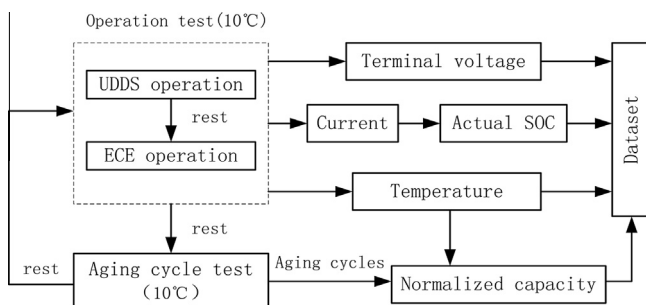 Operation test(10℃)
UDDS operation
rest
ECE operation
rest
rest
Aging cycle test
(10℃)
Aging cycles
Terminal voltage
Current
Actual SOC
Temperature
Normalized capacity
Dataset